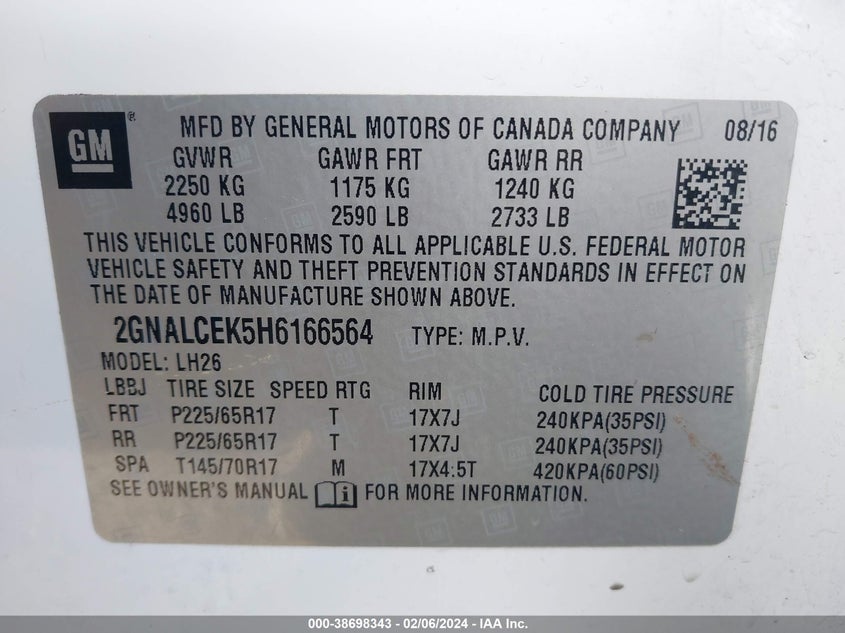 GM ® MFD BY GENERAL MOTORS OF CANADA COMPANY 08/16
GVWR GAWR FRT GAWR RR
2250 KG 1175 KG 1240 KG
4960 LB 2590 LB 2733 LB
THIS VEHICLE CONFORMS TO ALL APPLICABLE U.S. FEDERAL MOTOR
VEHICLE SAFETY AND THEFT PREVENTION STANDARDS IN EFFECT ON
THE DATE OF MANUFACTURE SHOWN ABOVE.
2GNALCEK5H6166564 TYPE: M.P.V.
MODEL: LH26
LBBJ TIRE SIZE SPEED RTG RIM COLD TIRE PRESSURE
FRT P225/65R17 T 17X7J 240KPA(35PSI)
RR P225/65R17 T 17X7J 240KPA(35PSI)
SPA T145/70R17 M 17X4.5T 420KPA(60PSI)
SEE OWNER'S MANUAL i FOR MORE INFORMATION.
000-38698343 - 02/06/2024 - IAA Inc.